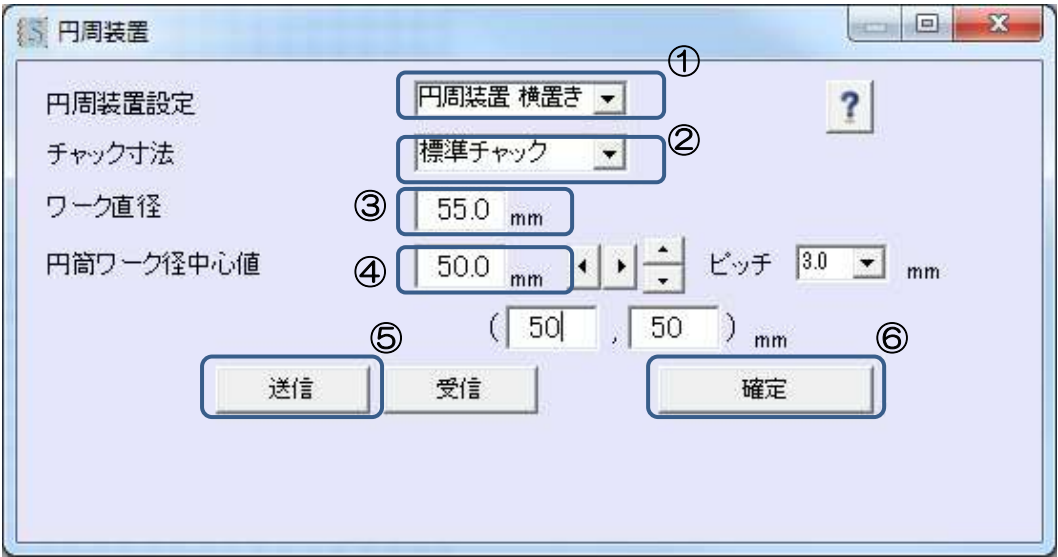 円周装置
①
円周装置設定 円周装置 横置き ?
②
チャック寸法 標準チャック
ワーク直径 ③ 55.0 mm
円筒ワーク径中心値 ④ 50.0 mm ピッチ 3.0 mm
( 50 , 50 ) mm
⑤ ⑥
送信 受信 確定